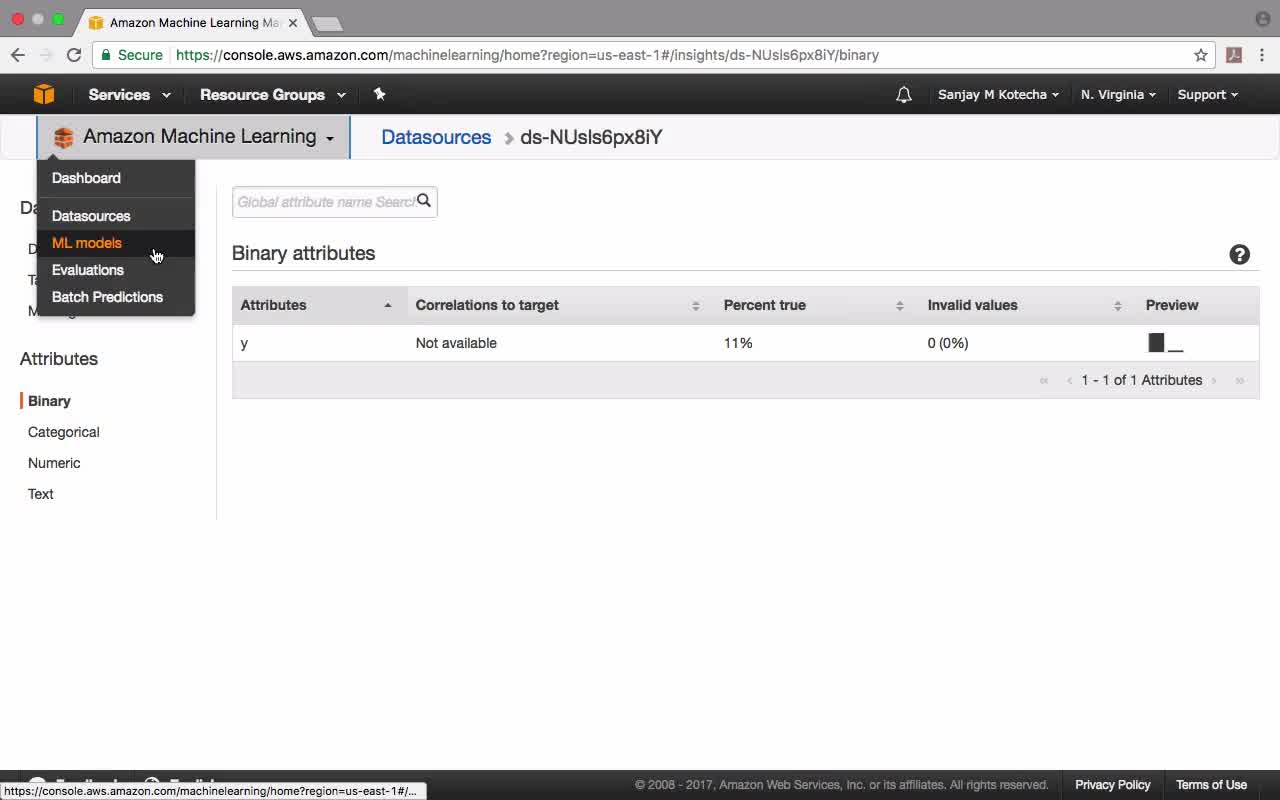 Amazon Machine Learning Ma
Secure https://console.aws.amazon.com/machinelearning/home?region=us-east-1#/insights/ds-NUsls6px8iY/binary
Services Resource Groups Sanjay M Kotecha N. Virginia Support
Amazon Machine Learning Datasources ds-NUsls6px8iY
Dashboard
Datasources
ML models
Evaluations
Batch Predictions
Attributes
Binary
Categorical
Numeric
Text
Global attribute name Search
Binary attributes
Attributes Correlations to target Percent true Invalid values Preview
y Not available 11% 0 (0%)
« ‹ 1 - 1 of 1 Attributes › »
© 2008 - 2017, Amazon Web Services, Inc. or its affiliates. All rights reserved. Privacy Policy Terms of Use
https://console.aws.amazon.com/machinelearning/home?region=us-east-1#/...